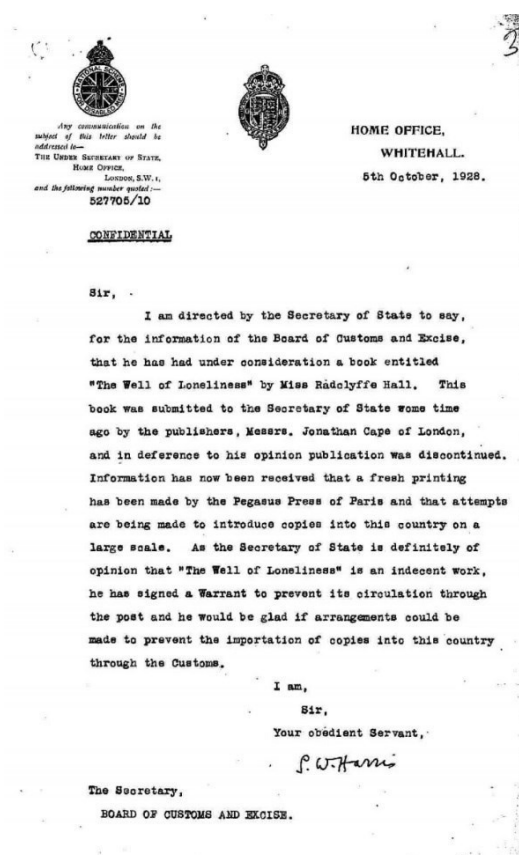 3
NATIONAL SCHEME
FOR DISABLED MEN
Any communication on the
subject of this letter should be
addressed to—
THE UNDER SECRETARY OF STATE,
HOME OFFICE,
LONDON, S.W.1,
and the following number quoted:—
527705/10
HOME OFFICE,
WHITEHALL.
5th October, 1928.
CONFIDENTIAL
Sir,
I am directed by the Secretary of State to say,
for the information of the Board of Customs and Excise,
that he has had under consideration a book entitled
"The Well of Loneliness" by Miss Radclyffe Hall. This
book was submitted to the Secretary of State wome time
ago by the publishers, Messrs. Jonathan Cape of London,
and in deference to his opinion publication was discontinued.
Information has now been received that a fresh printing
has been made by the Pegasus Press of Paris and that attempts
are being made to introduce copies into this country on a
large scale. As the Secretary of State is definitely of
opinion that "The Well of Loneliness" is an indecent work,
he has signed a Warrant to prevent its circulation through
the post and he would be glad if arrangements could be
made to prevent the importation of copies into this country
through the Customs.
I am,
Sir,
Your obedient Servant,
S. W. Harris
The Secretary,
BOARD OF CUSTOMS AND EXCISE.